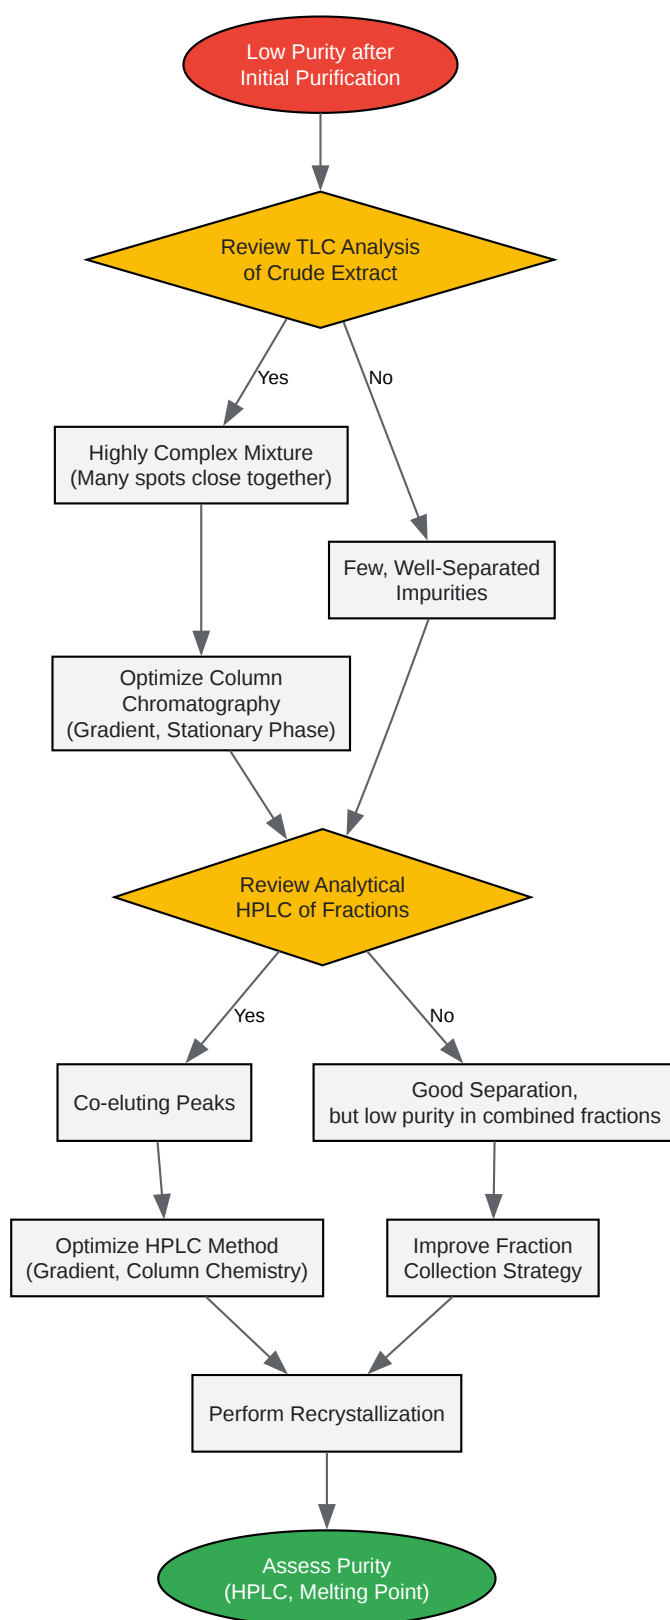 Low Purity after
Initial Purification
Review TLC Analysis
of Crude Extract
Yes
No
Highly Complex Mixture
(Many spots close together)
Few, Well-Separated
Impurities
Optimize Column
Chromatography
(Gradient, Stationary Phase)
Review Analytical
HPLC of Fractions
Yes
No
Co-eluting Peaks
Good Separation,
but low purity in combined fractions
Optimize HPLC Method
(Gradient, Column Chemistry)
Improve Fraction
Collection Strategy
Perform Recrystallization
Assess Purity
(HPLC, Melting Point)